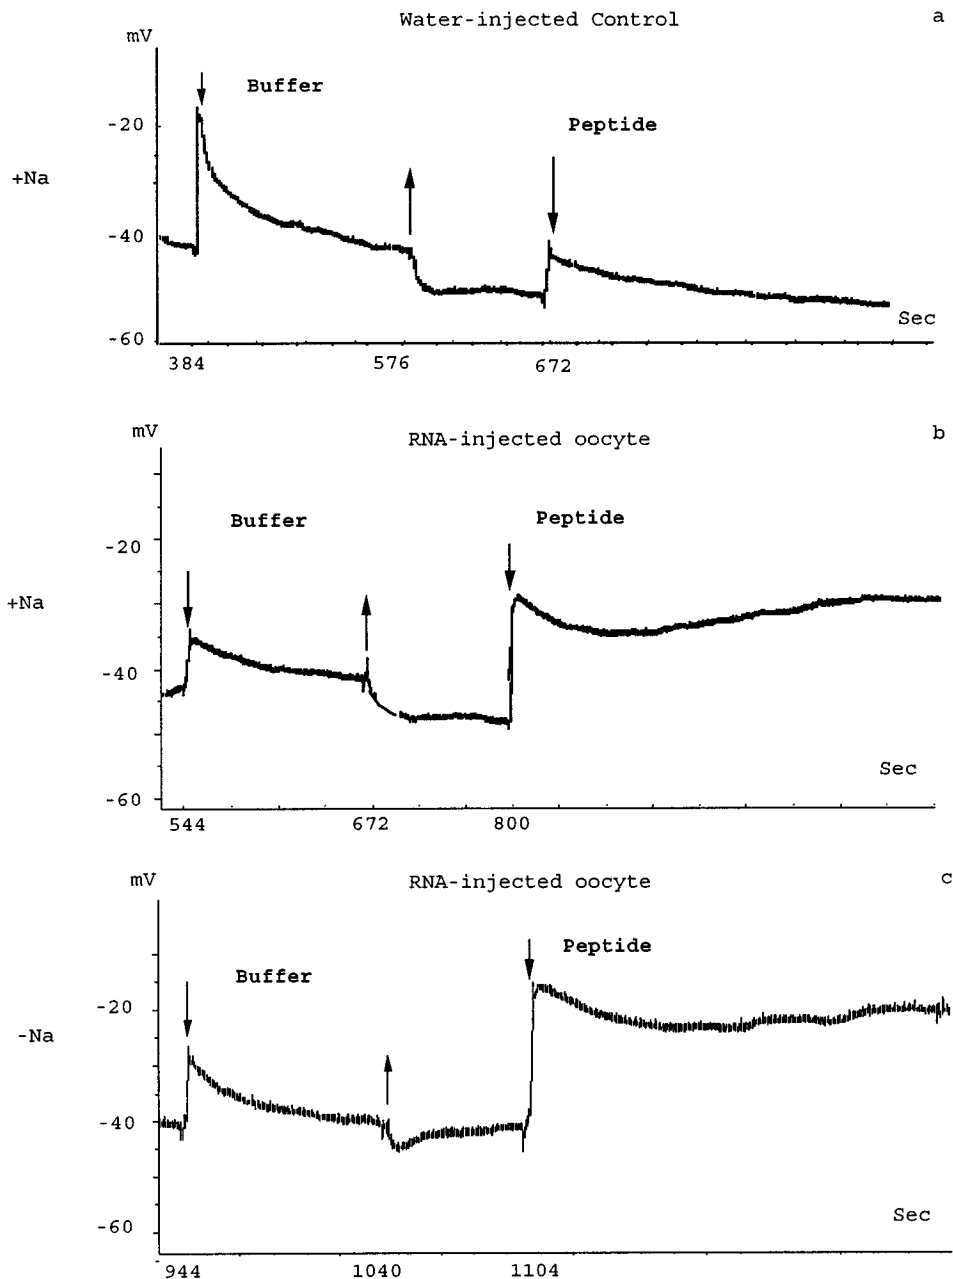 Water-injected Control
a
mV
Buffer
-20
Peptide
+Na
-40
Sec
-60
384 576 672
mV
RNA-injected oocyte
b
Buffer
Peptide
-20
+Na
-40
Sec
-60
544 672 800
mV
RNA-injected oocyte
c
Peptide
Buffer
-20
-Na
-40
Sec
-60
944 1040 1104